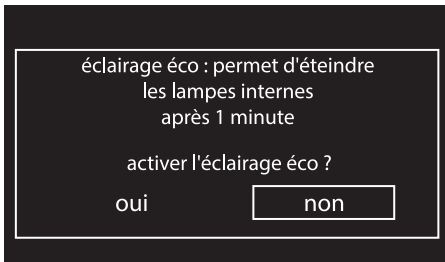 éclairage éco : permet d'éteindre
les lampes internes
après 1 minute
activer l'éclairage éco ?
oui non